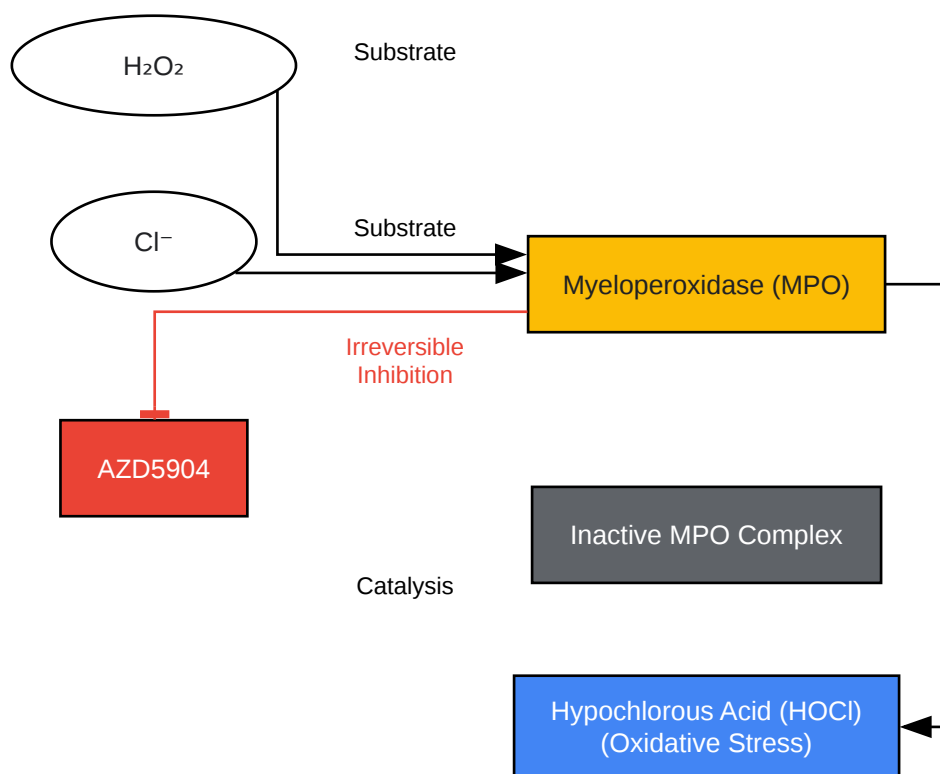 H₂O₂
Substrate
Cl⁻
Substrate
Myeloperoxidase (MPO)
Irreversible
Inhibition
AZD5904
Inactive MPO Complex
Catalysis
Hypochlorous Acid (HOCl)
(Oxidative Stress)